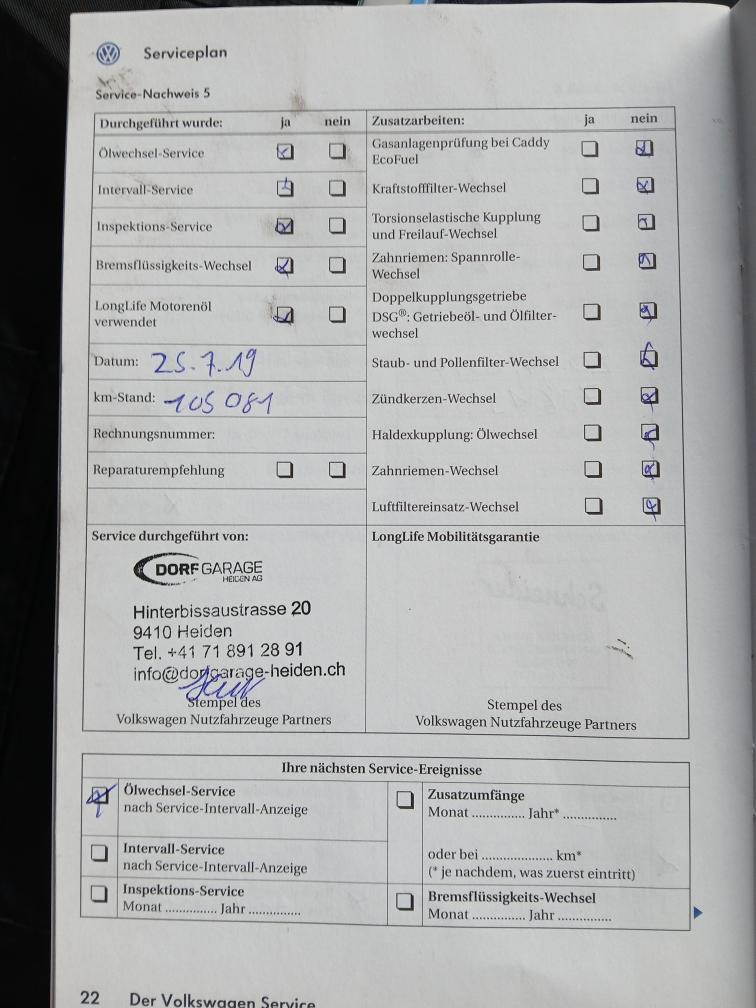 Serviceplan
Service-Nachweis 5
Durchgeführt wurde: ja nein
Ölwechsel-Service
Intervall-Service
Inspektions-Service
Bremsflüssigkeits-Wechsel
LongLife Motorenöl
verwendet
Datum: 25.7.19
km-Stand: 105 081
Rechnungsnummer:
Reparaturempfehlung
Zusatzarbeiten: ja nein
Gasanlagenprüfung bei Caddy
EcoFuel
Kraftstofffilter-Wechsel
Torsionselastische Kupplung
und Freilauf-Wechsel
Zahnriemen: Spannrolle-
Wechsel
Doppelkupplungsgetriebe
DSG®: Getriebeöl- und Ölfilter-
wechsel
Staub- und Pollenfilter-Wechsel
Zündkerzen-Wechsel
Haldexkupplung: Ölwechsel
Zahnriemen-Wechsel
Luftfiltereinsatz-Wechsel
Service durchgeführt von:
DORFGARAGE
HEIDEN AG
Hinterbissaustrasse 20
9410 Heiden
Tel. +41 71 891 28 91
info@dorfgarage-heiden.ch
Stempel des
Volkswagen Nutzfahrzeuge Partners
LongLife Mobilitätsgarantie
Stempel des
Volkswagen Nutzfahrzeuge Partners
Ihre nächsten Service-Ereignisse
Ölwechsel-Service
nach Service-Intervall-Anzeige
Intervall-Service
nach Service-Intervall-Anzeige
Inspektions-Service
Monat ............... Jahr ...............
Zusatzumfänge
Monat ............... Jahr* ...............
oder bei .................... km*
(* je nachdem, was zuerst eintritt)
Bremsflüssigkeits-Wechsel
Monat ............... Jahr ...............
22 Der Volkswagen Service